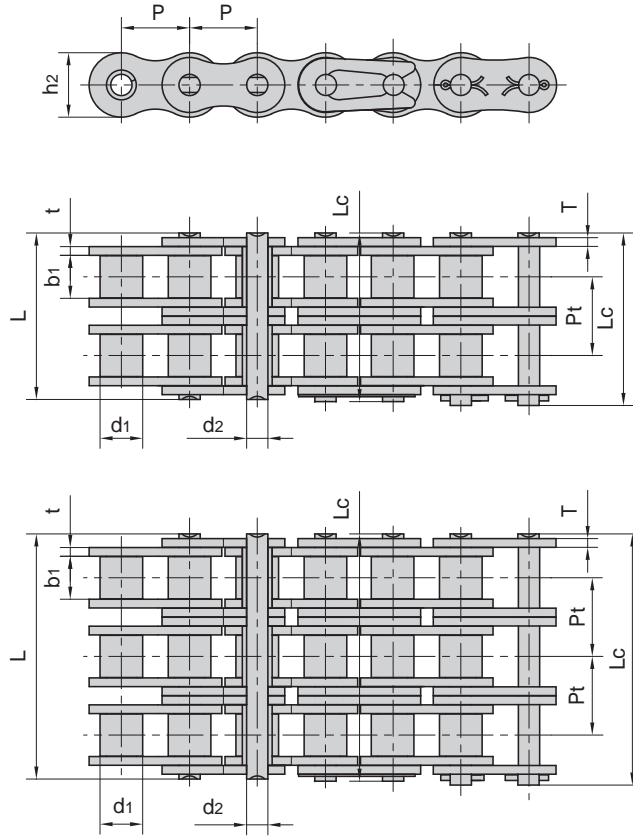 P P
h2
t Lc T
b1
L Pt Lc
d1 d2
t Lc T
b1
Pt
L Lc
Pt
d1 d2